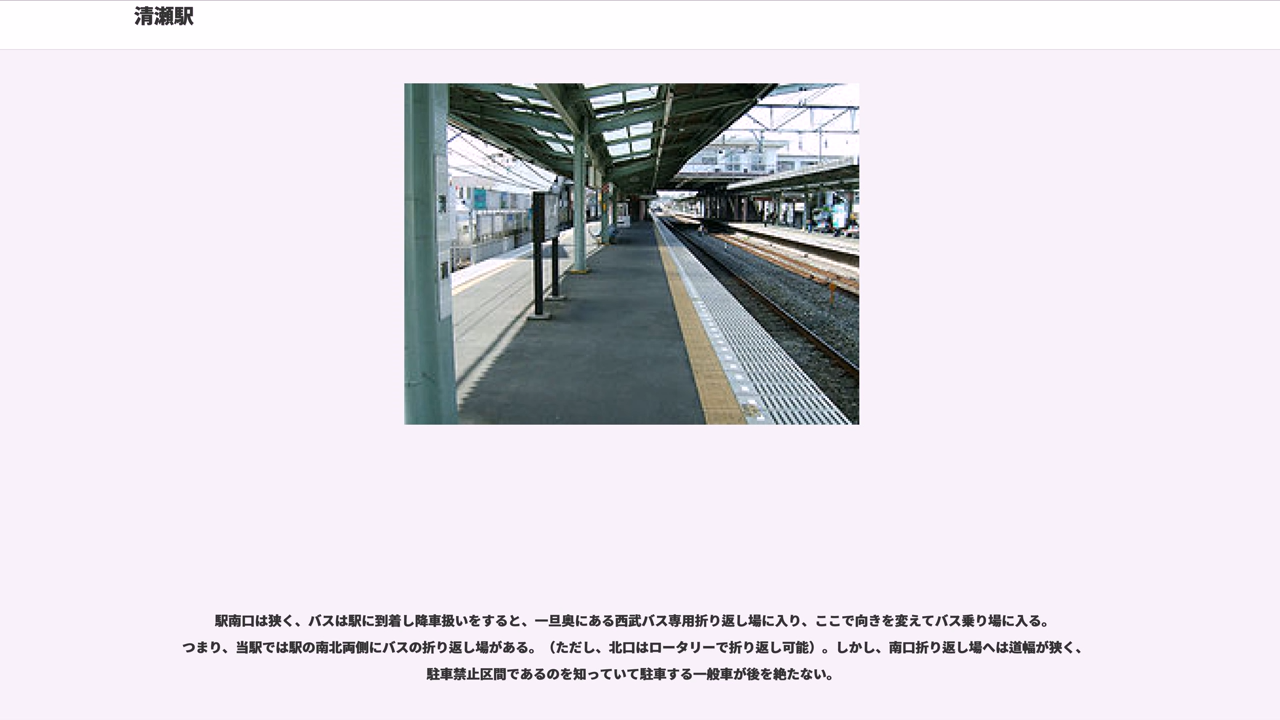 清瀬駅
駅南口は狭く、バスは駅に到着し降車扱いをすると、一旦奥にある西武バス専用折り返し場に入り、ここで向きを変えてバス乗り場に入る。
つまり、当駅では駅の南北両側にバスの折り返し場がある。（ただし、北口はロータリーで折り返し可能）。しかし、南口折り返し場へは道幅が狭く、
駐車禁止区間であるのを知っていて駐車する一般車が後を絶たない。